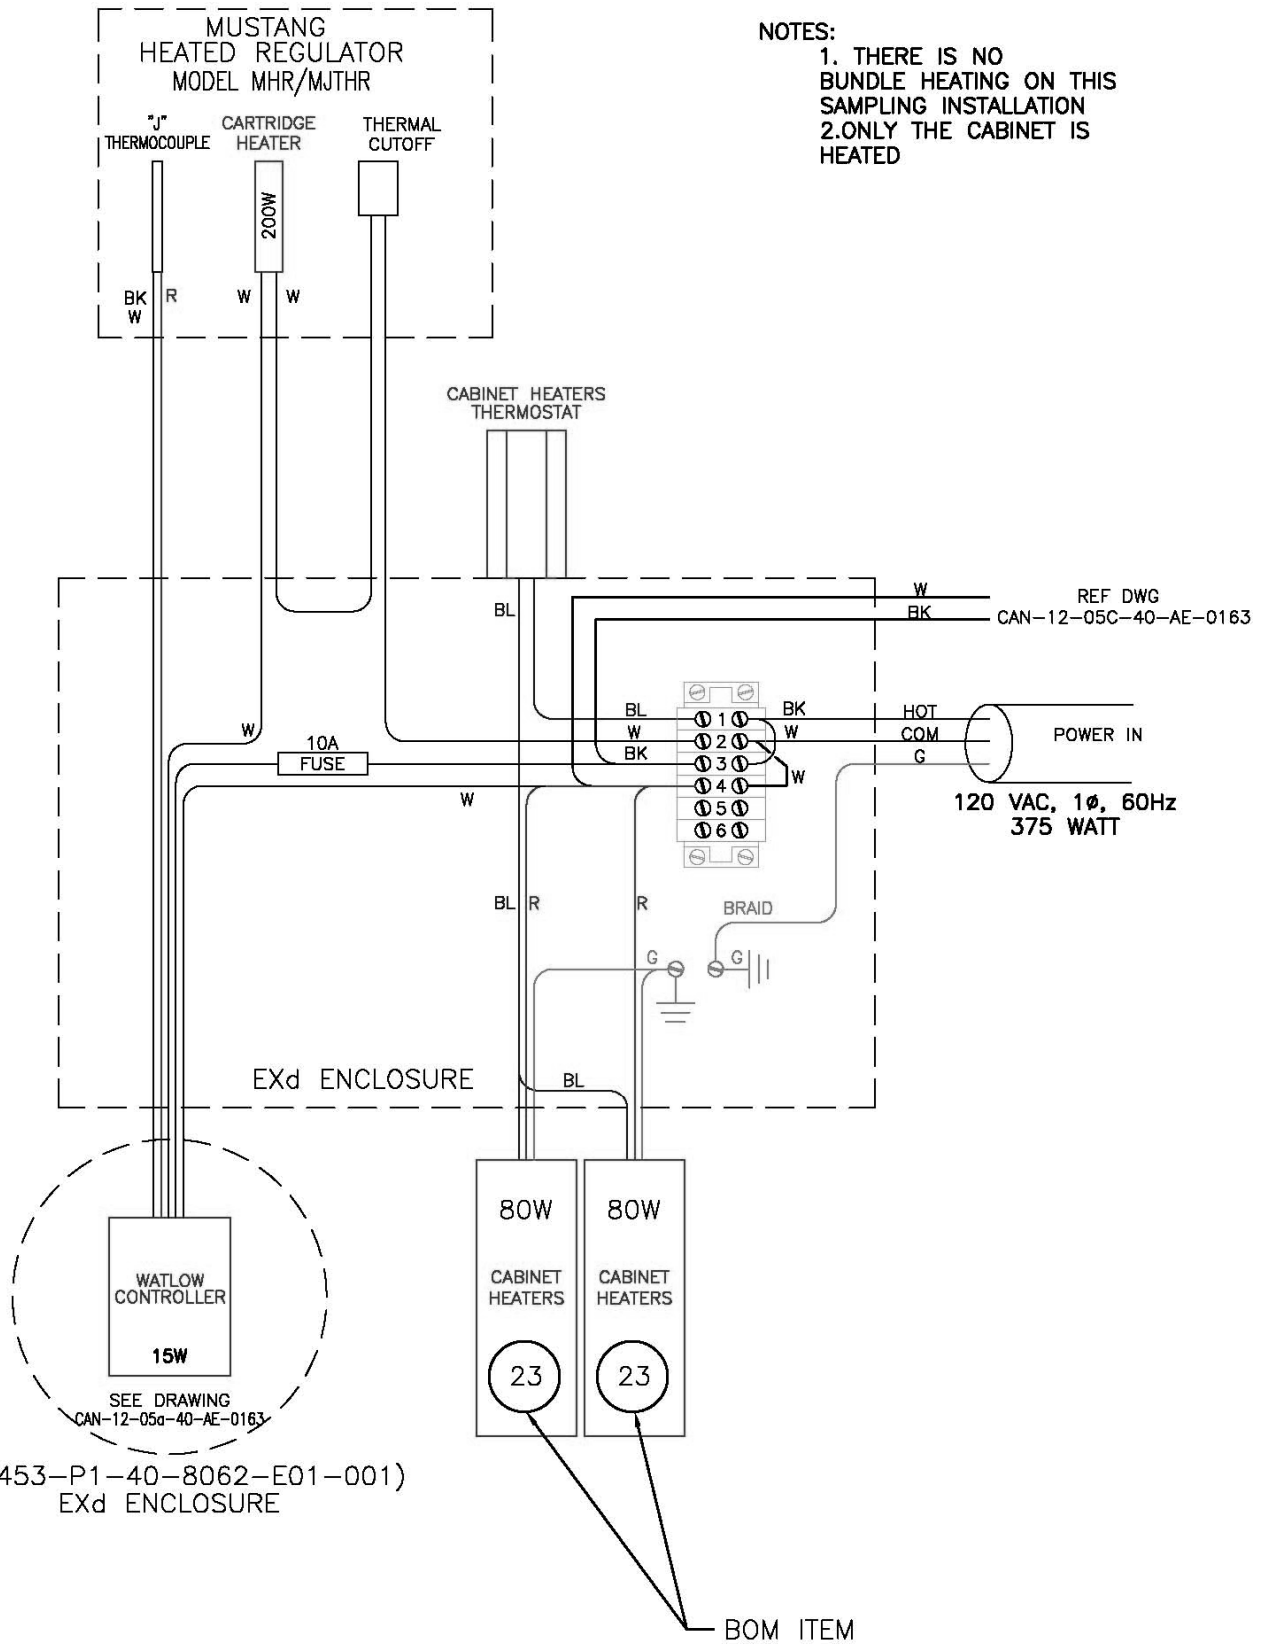 MUSTANG
HEATED REGULATOR
MODEL MHR/MJTHR
"J"
THERMOCOUPLE
CARTRIDGE
HEATER
THERMAL
CUTOFF
200W
BK
W
R
W
W
NOTES:
1. THERE IS NO
BUNDLE HEATING ON THIS
SAMPLING INSTALLATION
2.ONLY THE CABINET IS
HEATED
CABINET HEATERS
THERMOSTAT
BL
W
BK
REF DWG
CAN-12-05C-40-AE-0163
W
10A
FUSE
W
BL
W
BK
1
2
3
4
5
6
BK
W
W
HOT
COM
G
POWER IN
120 VAC, 1ø, 60Hz
375 WATT
BL
R
R
BRAID
G
G
EXd ENCLOSURE
BL
80W
CABINET
HEATERS
23
80W
CABINET
HEATERS
23
WATLOW
CONTROLLER
15W
SEE DRAWING
CAN-12-05a-40-AE-0163
453-P1-40-8062-E01-001)
EXd ENCLOSURE
BOM ITEM